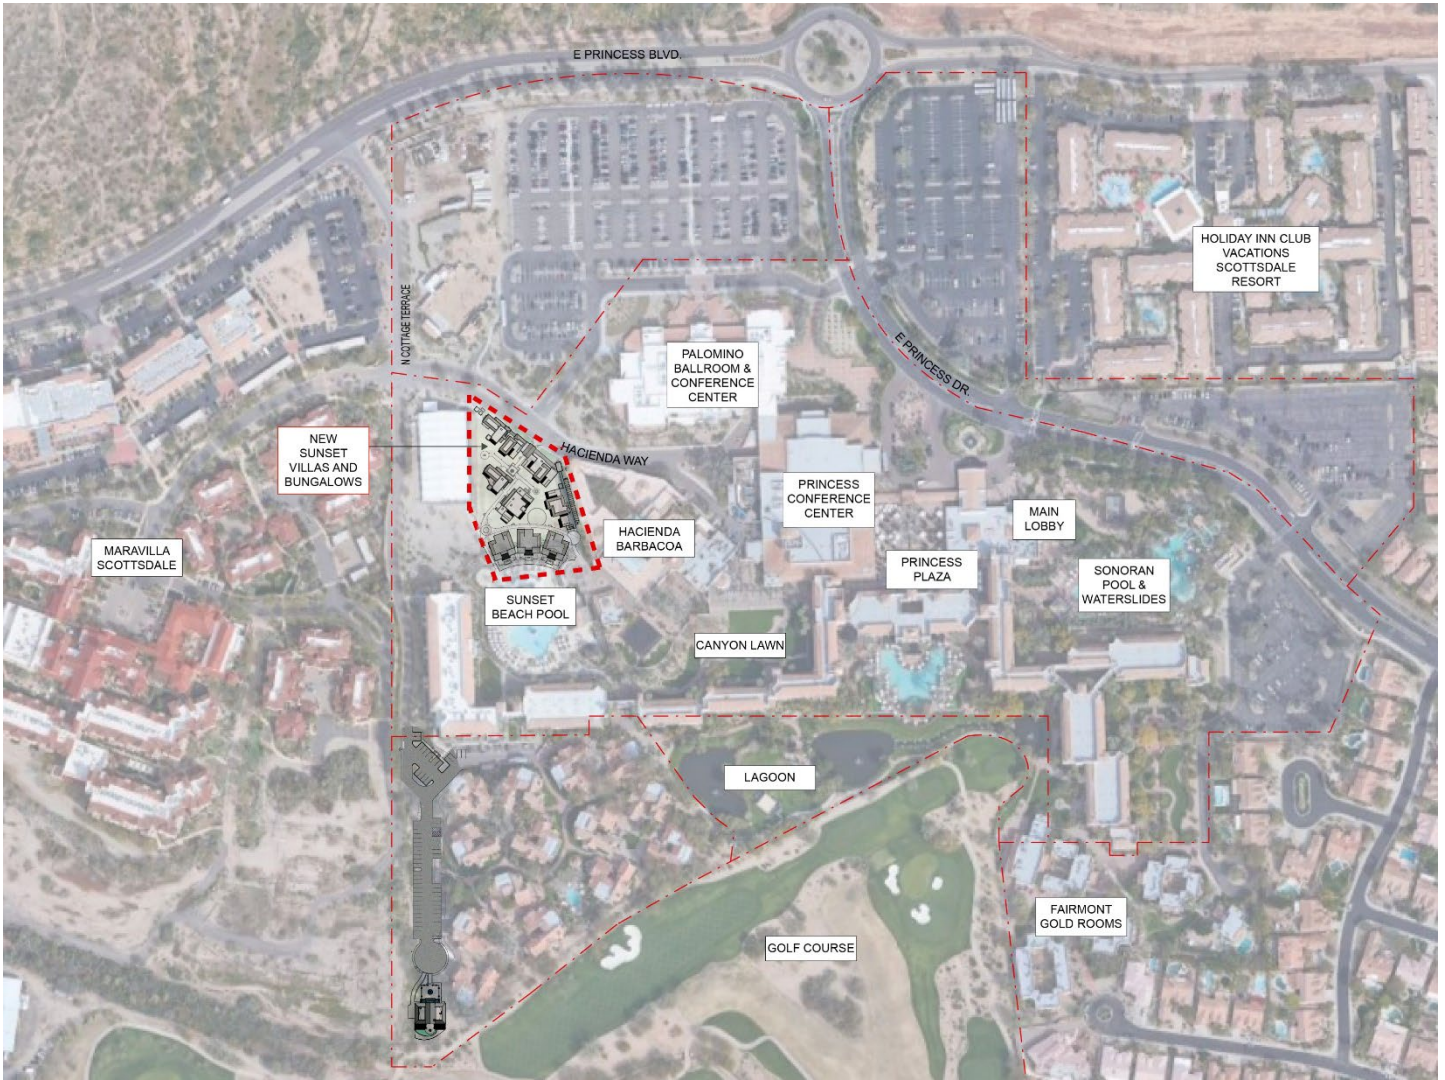 E PRINCESS BLVD.
HOLIDAY INN CLUB
VACATIONS
SCOTTSDALE
RESORT
N COTTAGE TERRACE
E PRINCESS DR.
PALOMINO
BALLROOM &
CONFERENCE
CENTER
NEW
SUNSET
VILLAS AND
BUNGALOWS
HACIENDA WAY
PRINCESS
CONFERENCE
CENTER
MAIN
LOBBY
HACIENDA
BARBACOA
MARAVILLA
SCOTTSDALE
PRINCESS
PLAZA
SONORAN
POOL &
WATERSLIDES
SUNSET
BEACH POOL
CANYON LAWN
LAGOON
FAIRMONT
GOLD ROOMS
GOLF COURSE